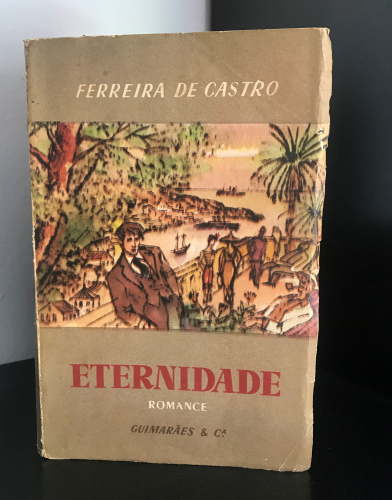 FERREIRA DE CASTRO
ETERNIDADE
ROMANCE
GUIMARÃES & Cª